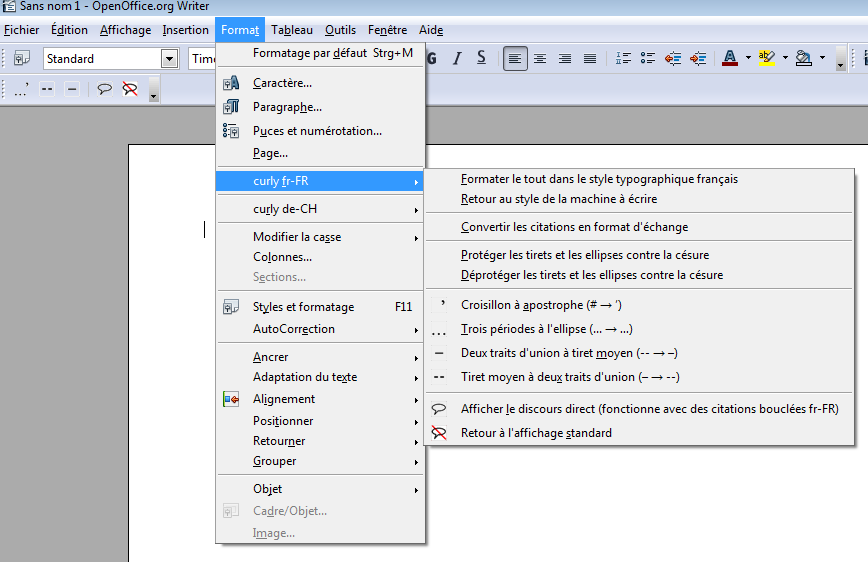 Sans nom 1 - OpenOffice.org Writer
Fichier Édition Affichage Insertion Format Tableau Outils Fenêtre Aide
Standard
Time
G I S
Formatage par défaut Strg+M
Caractère...
Paragraphe...
Puces et numérotation...
Page...
curly fr-FR
curly de-CH
Modifier la casse
Colonnes...
Sections...
Styles et formatage F11
AutoCorrection
Ancrer
Adaptation du texte
Alignement
Positionner
Retourner
Grouper
Objet
Cadre/Objet...
Image...
Formater le tout dans le style typographique français
Retour au style de la machine à écrire
Convertir les citations en format d'échange
Protéger les tirets et les ellipses contre la césure
Déprotéger les tirets et les ellipses contre la césure
Croisillon à apostrophe (# → ’)
Trois périodes à l'ellipse (... → …)
Deux traits d'union à tiret moyen (-- → –)
Tiret moyen à deux traits d'union (– → --)
Afficher le discours direct (fonctionne avec des citations bouclées fr-FR)
Retour à l'affichage standard